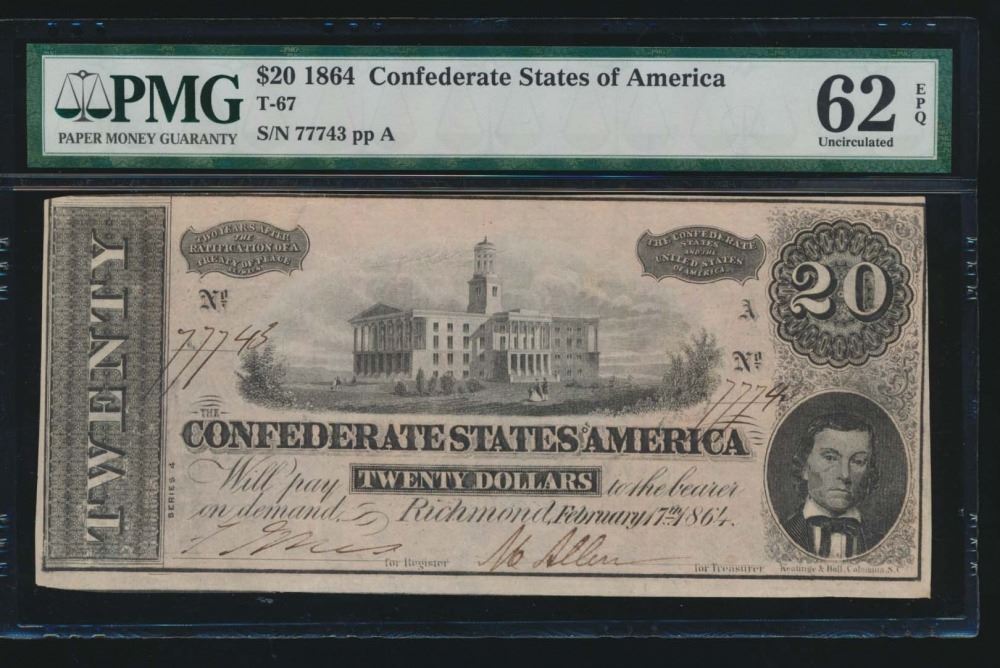 PMG
PAPER MONEY GUARANTY
$20 1864 Confederate States of America
T-67
S/N 77743 pp A
62
EPQ
Uncirculated
TWENTY
SERIES 4
TWO YEARS AFTER
THE
RATIFICATION OF A
TREATY OF PEACE
BETWEEN
THE CONFEDERATE
STATES
AND THE
UNITED STATES
OF AMERICA.
20
No
77743
A
No
7774
THE
CONFEDERATE STATES OF AMERICA
Will pay TWENTY DOLLARS to the bearer
on demand. Richmond, February 17th 1864.
for Register
Allen
for Treasurer
Keatinge & Ball, Columbia, S.C.